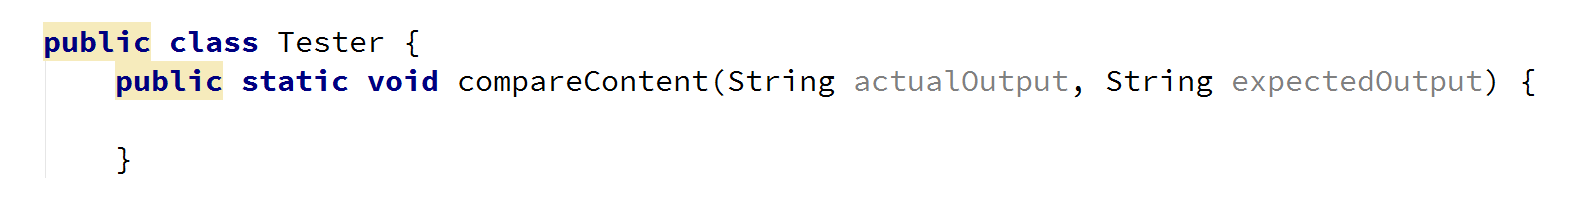 public class Tester {
public static void compareContent(String actualOutput, String expectedOutput) {
}